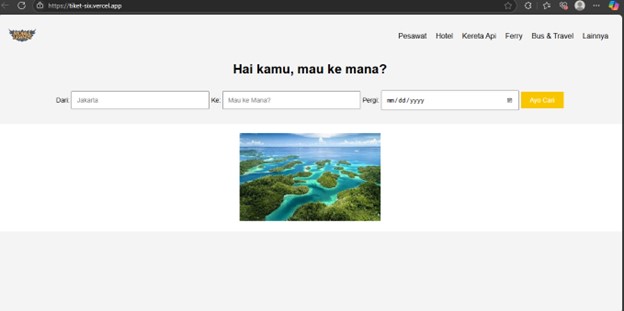 https://tiket-six.vercel.app
Pesawat Hotel Kereta Api Ferry Bus & Travel Lainnya
Hai kamu, mau ke mana?
Dari: Jakarta Ke: Mau ke Mana? Pergi: mm/dd/yyyy Ayo Cari